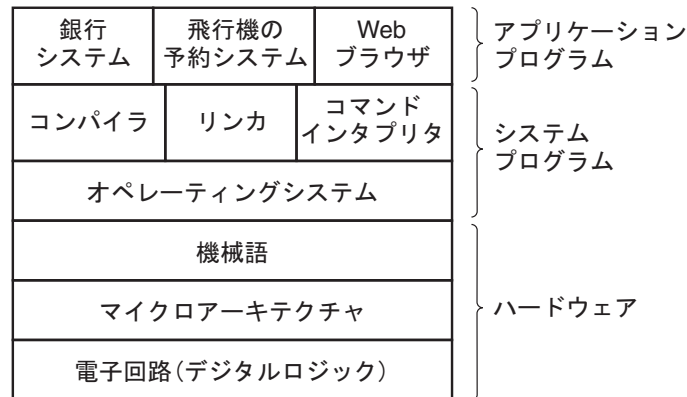 銀行
システム
飛行機の
予約システム
Web
ブラウザ
アプリケーション
プログラム
コンパイラ
リンカ
コマンド
インタプリタ
システム
プログラム
オペレーティングシステム
機械語
マイクロアーキテクチャ
ハードウェア
電子回路(デジタルロジック)